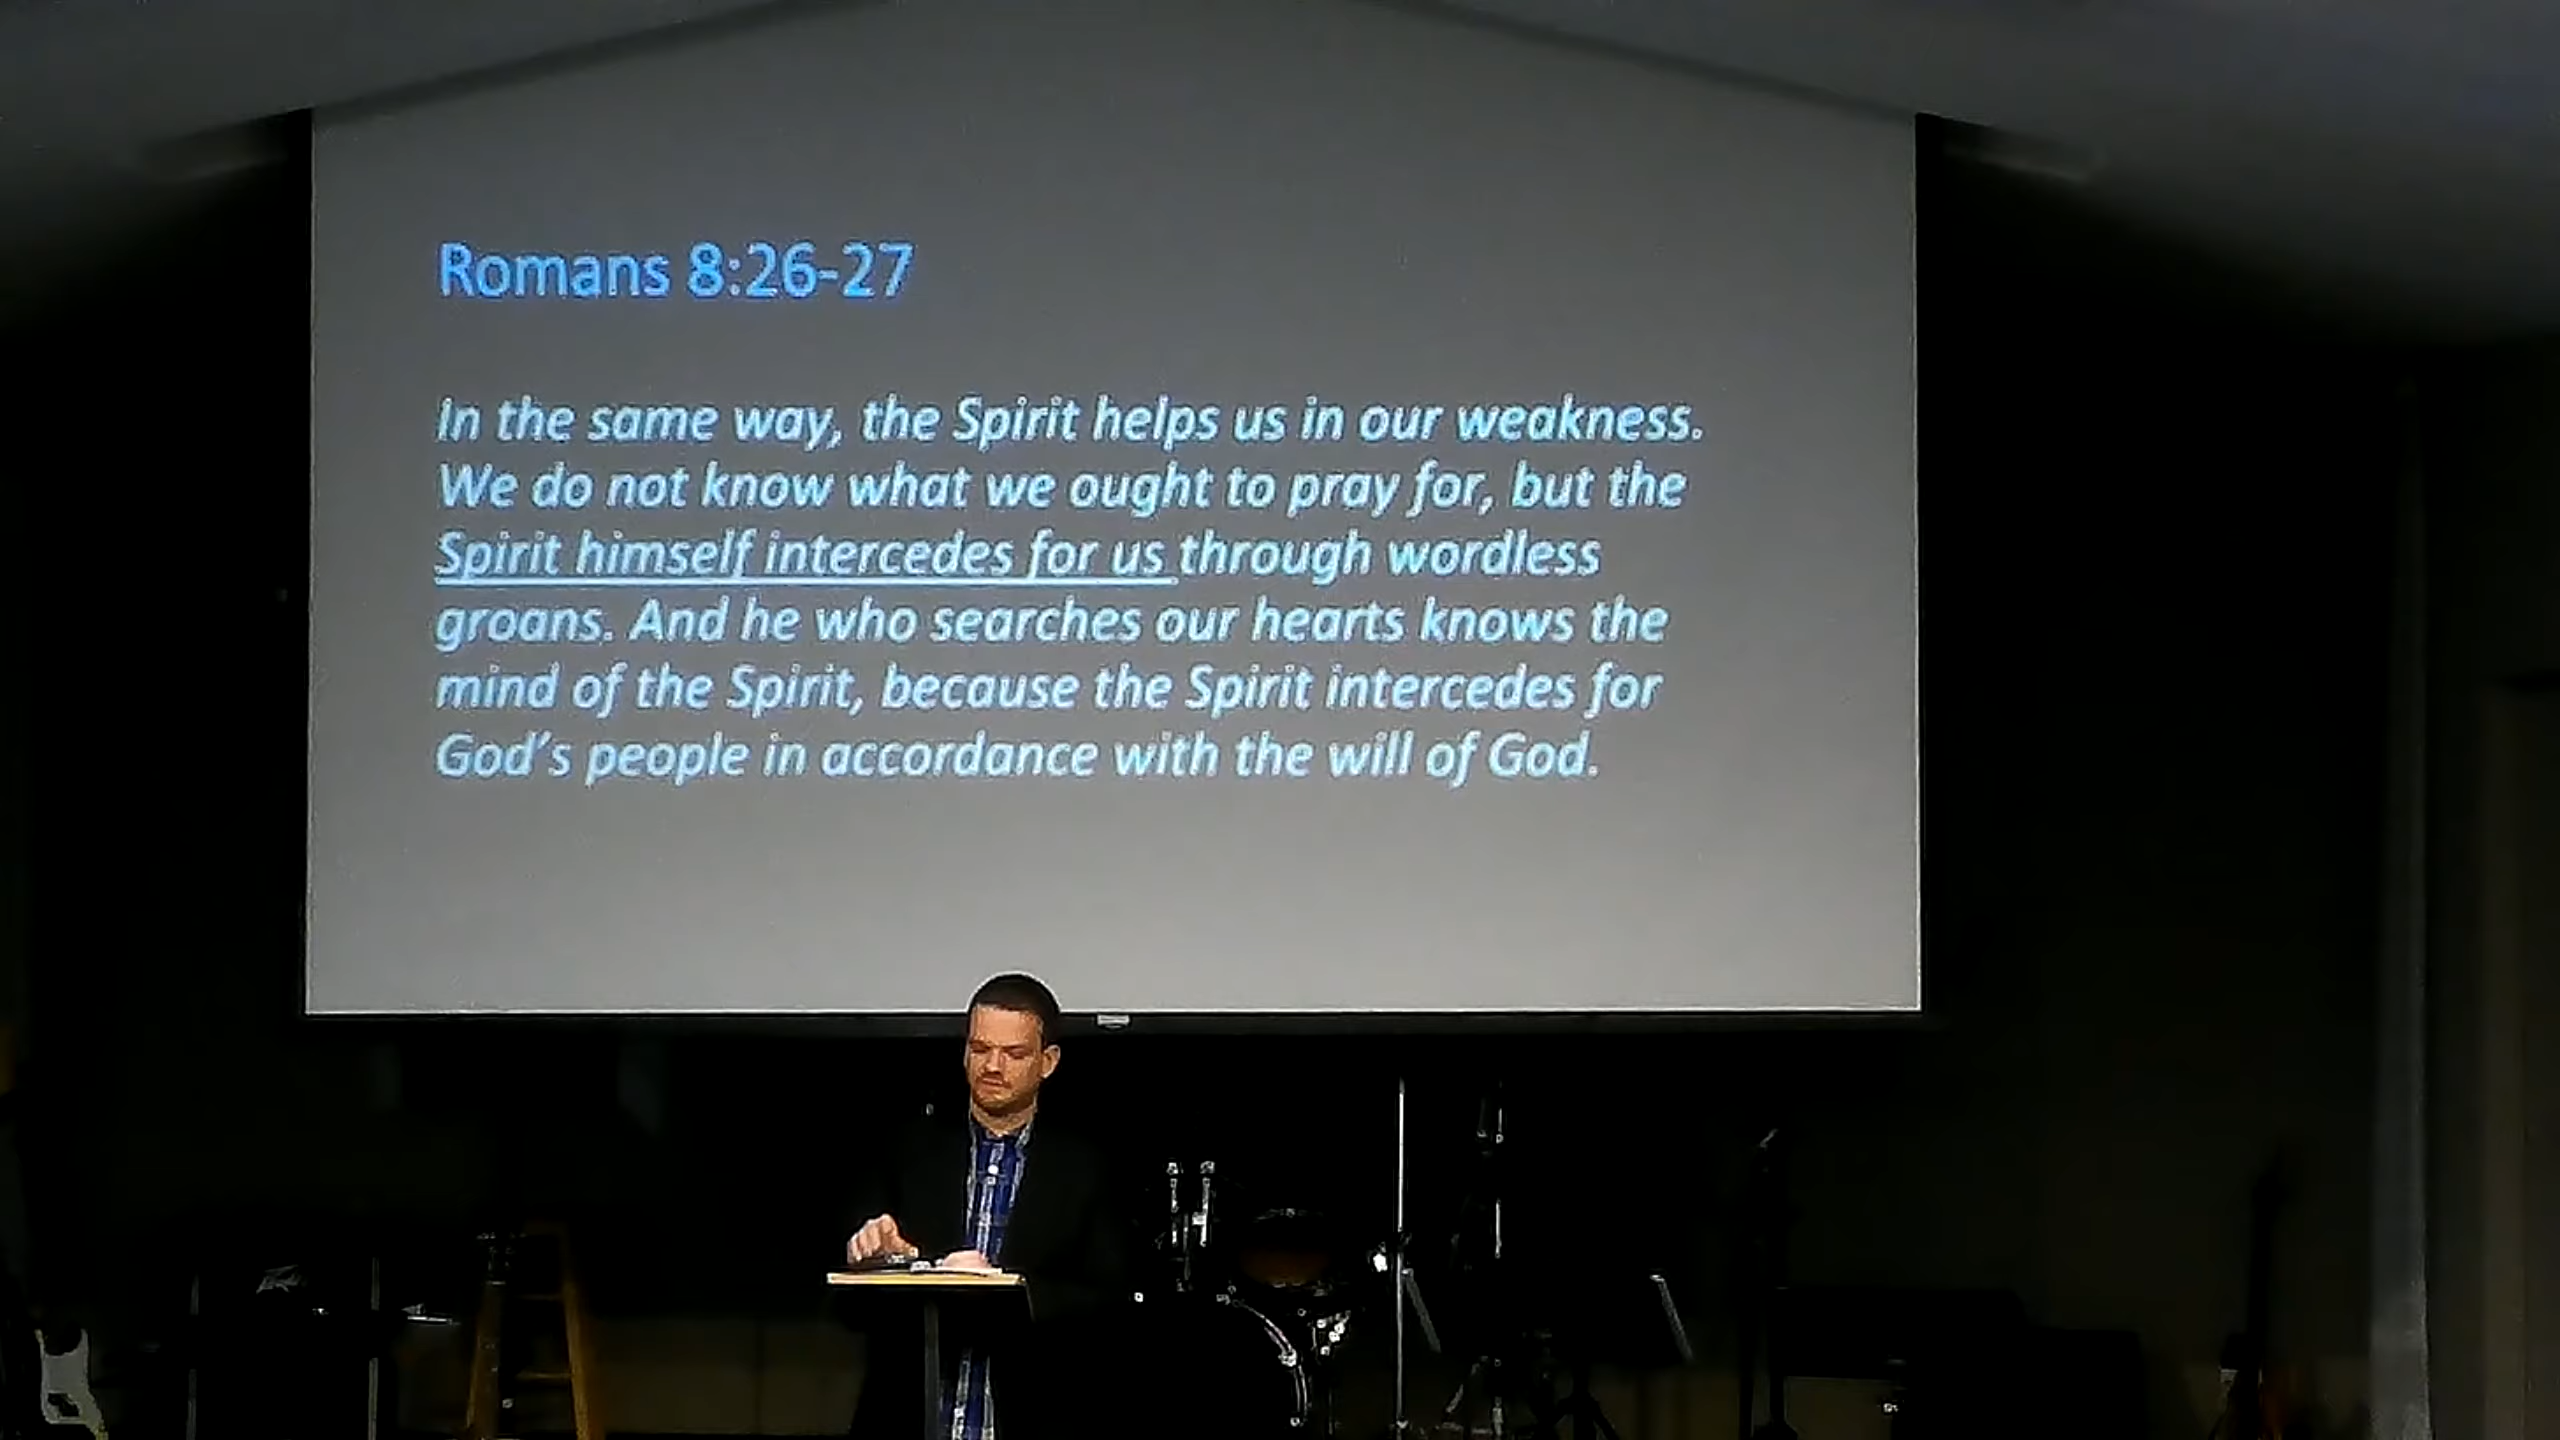 Romans 8:26-27
In the same way, the Spirit helps us in our weakness.
We do not know what we ought to pray for, but the
Spirit himself intercedes for us through wordless
groans. And he who searches our hearts knows the
mind of the Spirit, because the Spirit intercedes for
God’s people in accordance with the will of God.